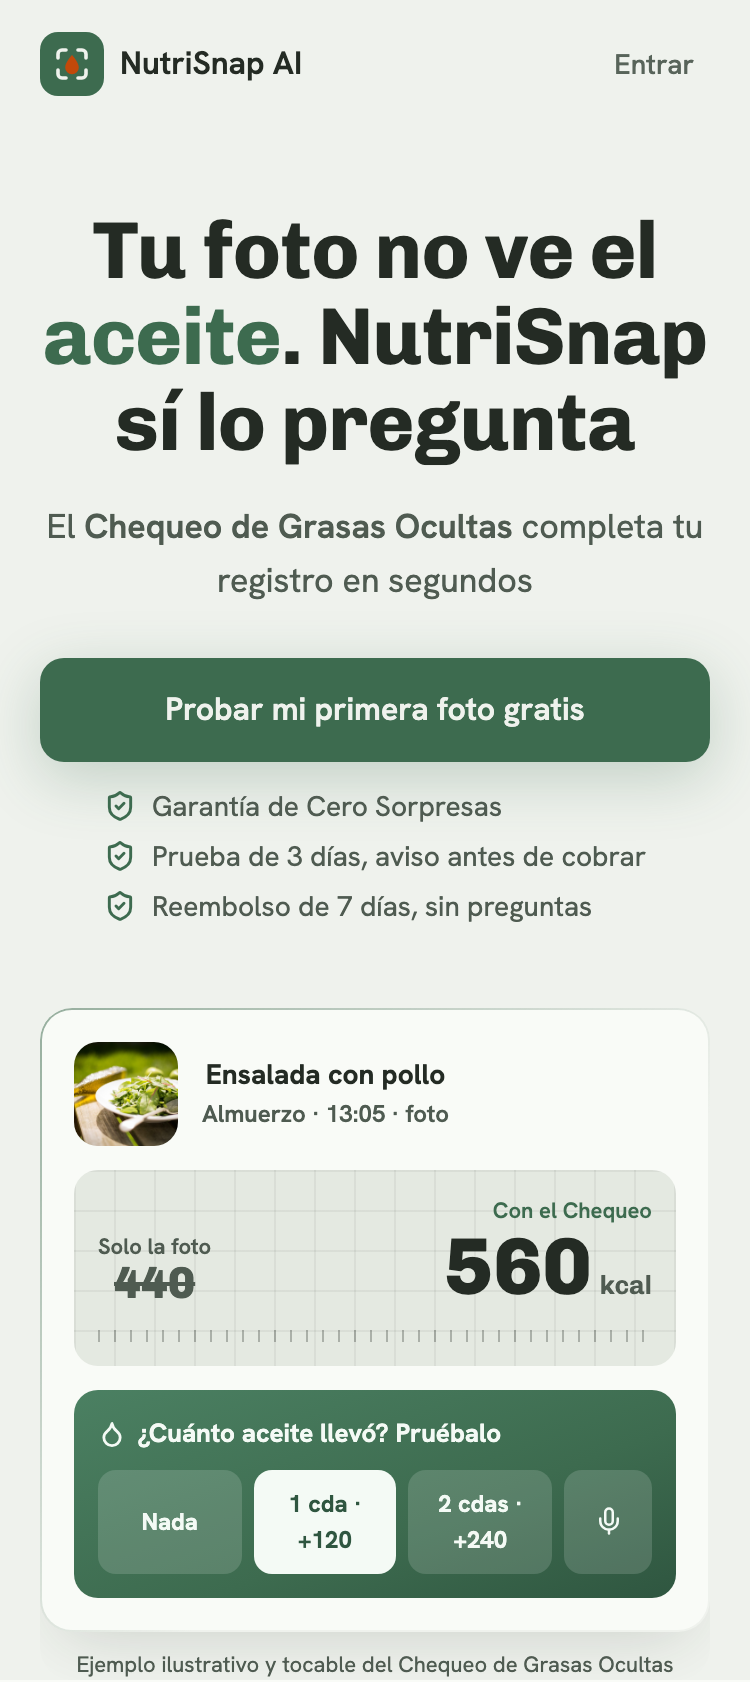 NutriSnap AI
Entrar
Tu foto no ve el
aceite. NutriSnap
sí lo pregunta
El Chequeo de Grasas Ocultas completa tu
registro en segundos
Probar mi primera foto gratis
Garantía de Cero Sorpresas
Prueba de 3 días, aviso antes de cobrar
Reembolso de 7 días, sin preguntas
Ensalada con pollo
Almuerzo · 13:05 · foto
Con el Chequeo
Solo la foto
440
560 kcal
¿Cuánto aceite llevó? Pruébalo
Nada
1 cda ·
+120
2 cdas ·
+240
Ejemplo ilustrativo y tocable del Chequeo de Grasas Ocultas